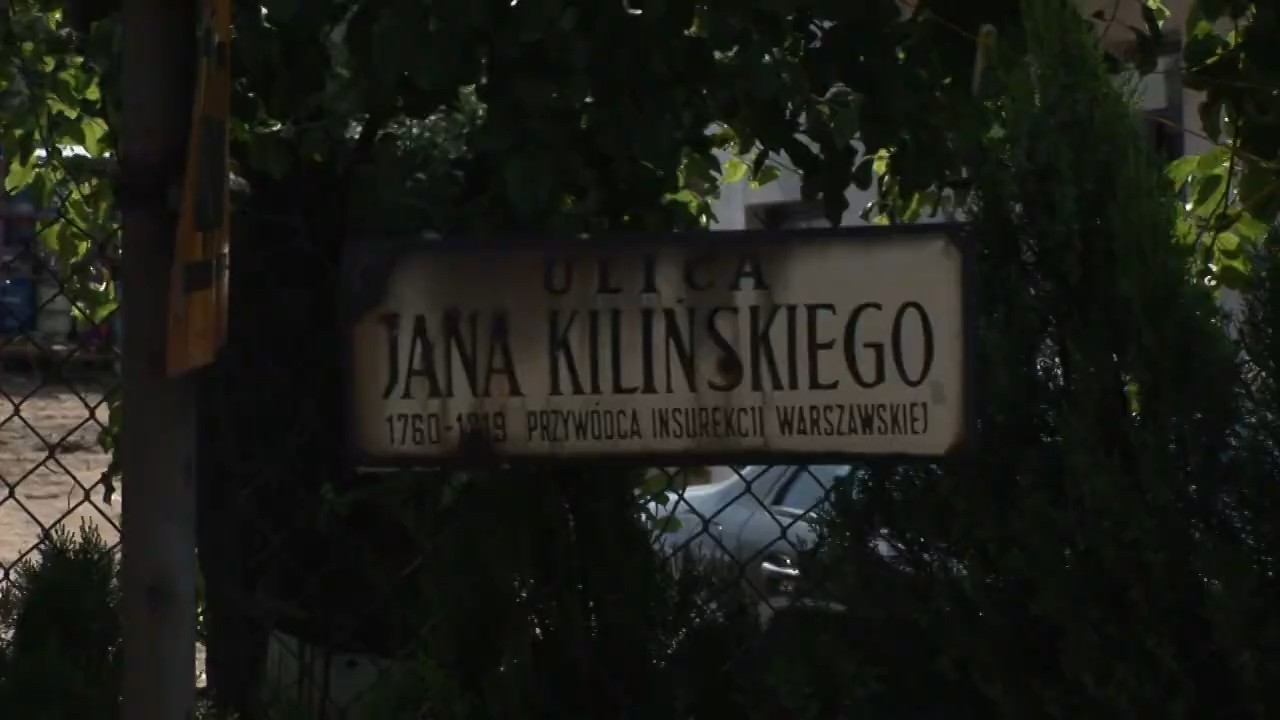 ULICA
JANA KILIŃSKIEGO
1760-1819 PRZYWÓDCA INSUREKCJI WARSZAWSKIEJ